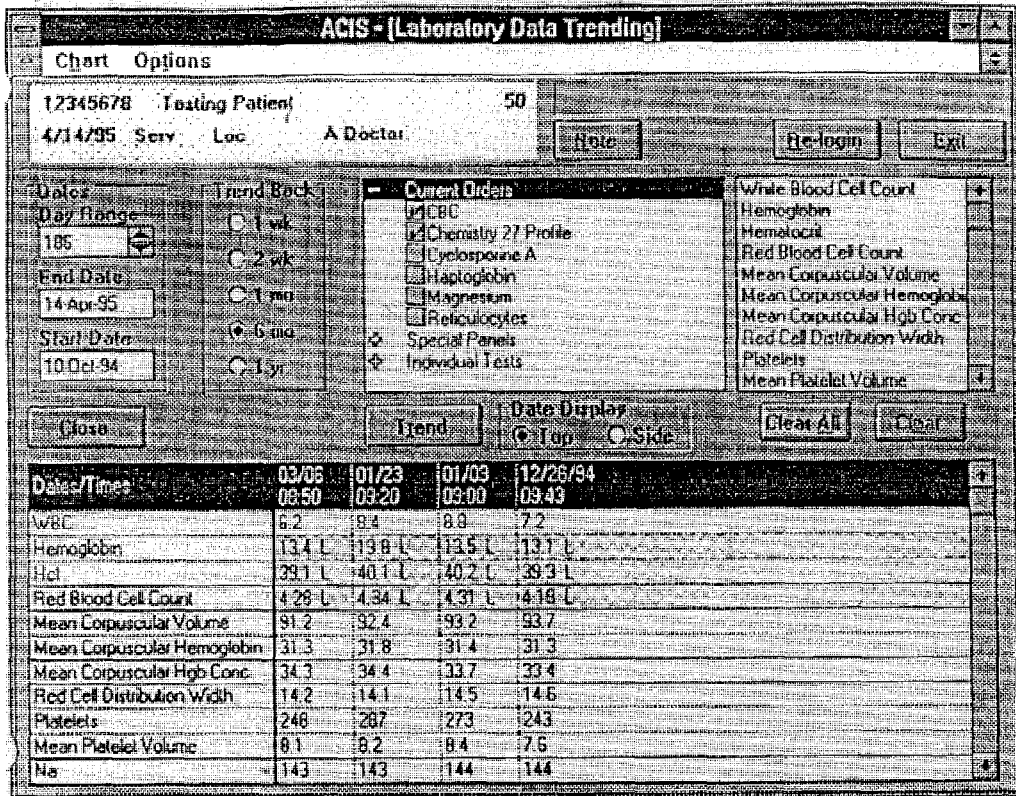 ACIS - [Laboratory Data Trending]
Chart Options
12345678 Testing Patient 50
4/14/95 Serv Loc A Doctor
Note Re-login Exit
Dates
Day Range
186
End Date
14-Apr-95
Start Date
10-Oct-94
Trend Back
1 wk
2 wk
1 mo
6 mo
1 yr
Current Orders
CBC
Chemistry 27 Profile
Cyclosporine A
Haptoglobin
Magnesium
Reticulocytes
Special Panels
Individual Tests
White Blood Cell Count
Hemoglobin
Hematocrit
Red Blood Cell Count
Mean Corpuscular Volume
Mean Corpuscular Hemoglobi
Mean Corpuscular Hgb Conc
Red Cell Distribution Width
Platelets
Mean Platelet Volume
Close Trend
Date Display
Top Side
Clear All Clear
Dates/Times 03/06 01/23 01/03 12/28/94
09:50 09:20 09:00 09:43
WBC 6.2 9.4 8.8 7.2
Hemoglobin 13.4 L 13.8 L 13.5 L 13.1 L
Hct 39.1 L 40.1 L 40.2 L 39.3 L
Red Blood Cell Count 4.28 L 4.34 L 4.31 L 4.18 L
Mean Corpuscular Volume 91.2 92.4 93.2 93.7
Mean Corpuscular Hemoglobin 31.3 31.8 31.4 31.3
Mean Corpuscular Hgb Conc 34.3 34.4 33.7 33.4
Red Cell Distribution Width 14.2 14.1 14.5 14.6
Platelets 248 267 273 243
Mean Platelet Volume 8.1 8.2 8.4 7.6
Na 143 143 144 144